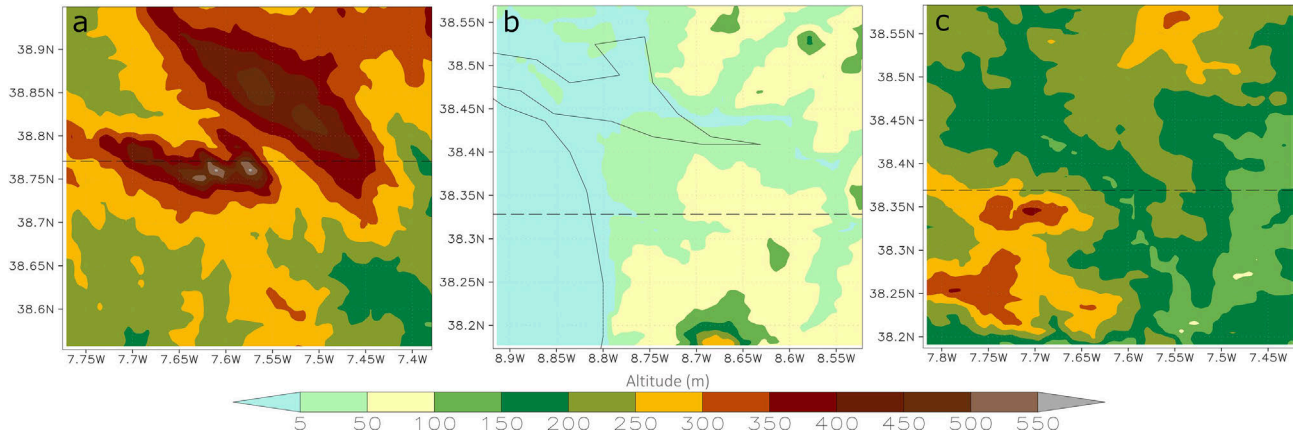 a
38.9N
38.85N
38.8N
38.75N
38.7N
38.65N
38.6N
7.75W 7.7W 7.65W 7.6W 7.55W 7.5W 7.45W 7.4W
b
38.55N
38.5N
38.45N
38.4N
38.35N
38.3N
38.25N
38.2N
8.9W 8.85W 8.8W 8.75W 8.7W 8.65W 8.6W 8.55W
c
38.55N
38.5N
38.45N
38.4N
38.35N
38.3N
38.25N
38.2N
7.8W 7.75W 7.7W 7.65W 7.6W 7.55W 7.5W 7.45W
Altitude (m)
5 50 100 150 200 250 300 350 400 450 500 550